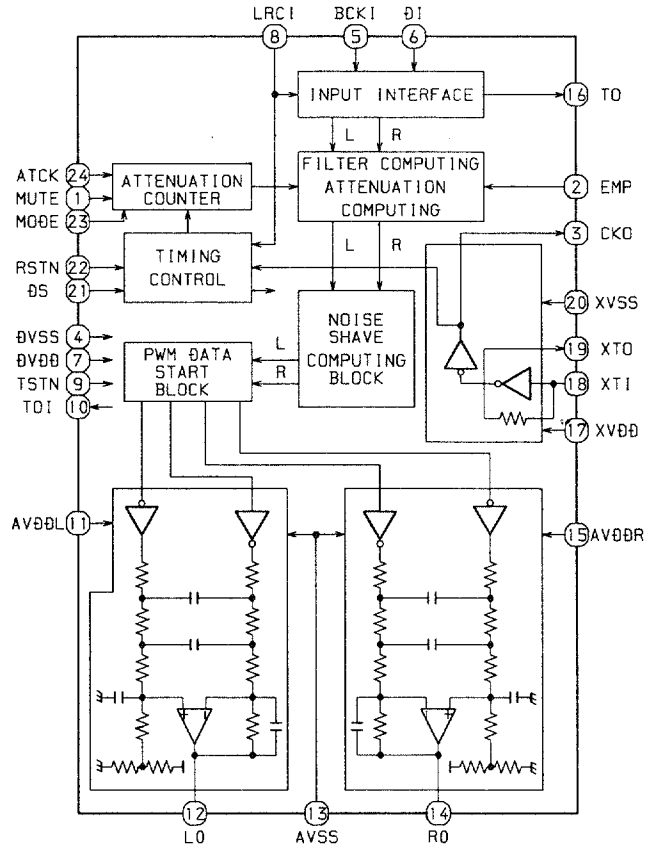 LRCI BCKI DI
8 5 6
INPUT INTERFACE
16 TO
L R
ATCK 24
MUTE 1
MODE 23
ATTENUATION
COUNTER
FILTER COMPUTING
ATTENUATION
COMPUTING
2 EMP
3 CKO
L R
RSTN 22
DS 21
TIMING
CONTROL
20 XVSS
19 XTO
18 XTI
17 XVDD
DVSS 4
DVDD 7
TSTN 9
TOI 10
PWM DATA
START
BLOCK
L
R
NOISE
SHAVE
COMPUTING
BLOCK
AVDDL 11
15 AVDDR
+ -
- +
12 13 14
LO AVSS RO